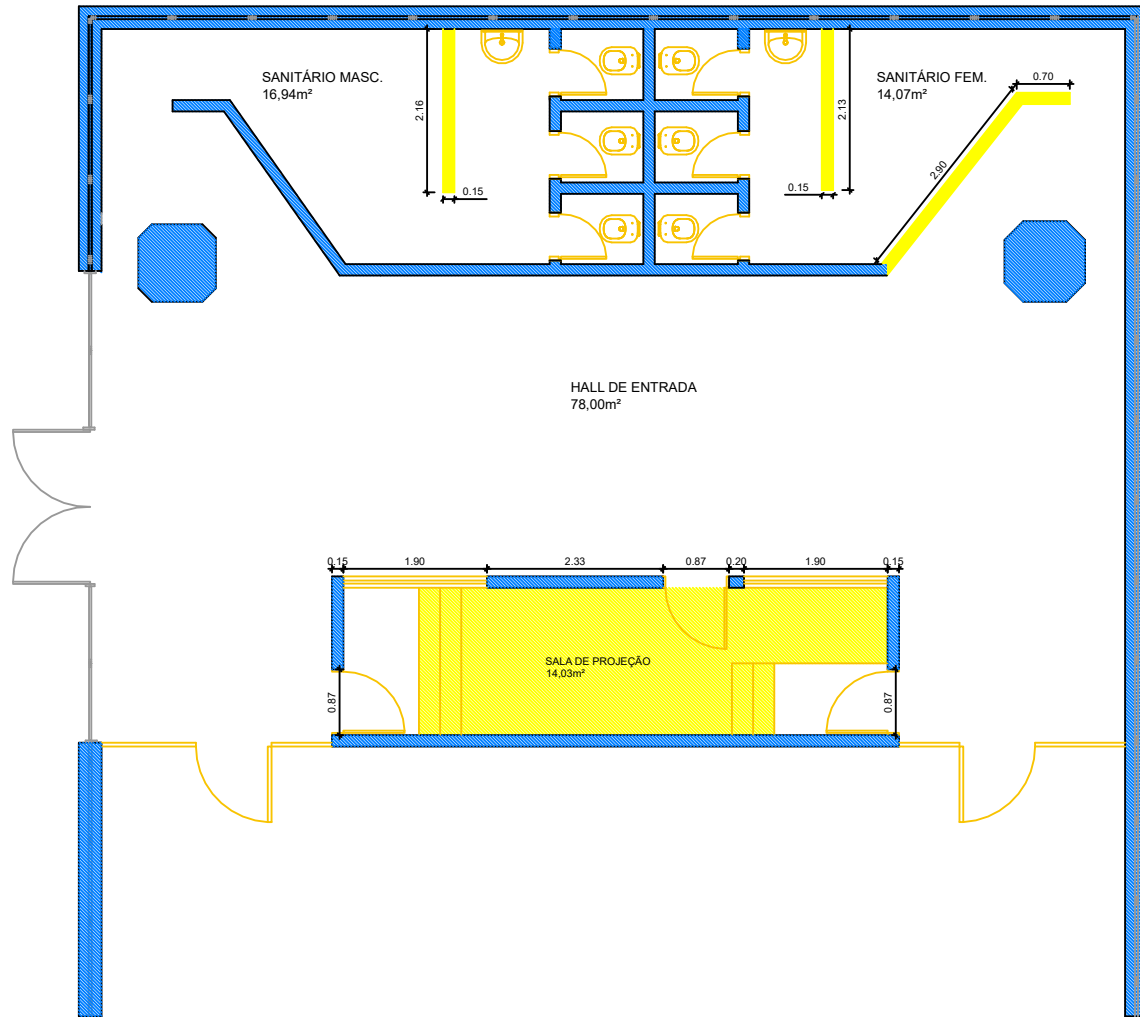 SANITÁRIO MASC.
16,94m²
SANITÁRIO FEM.
14,07m²
0.70
2.16
2.13
2.90
0.15
0.15
HALL DE ENTRADA
78,00m²
0.15
1.90
2.33
0.87
0.20
1.90
0.15
SALA DE PROJEÇÃO
14,03m²
0.87
0.87